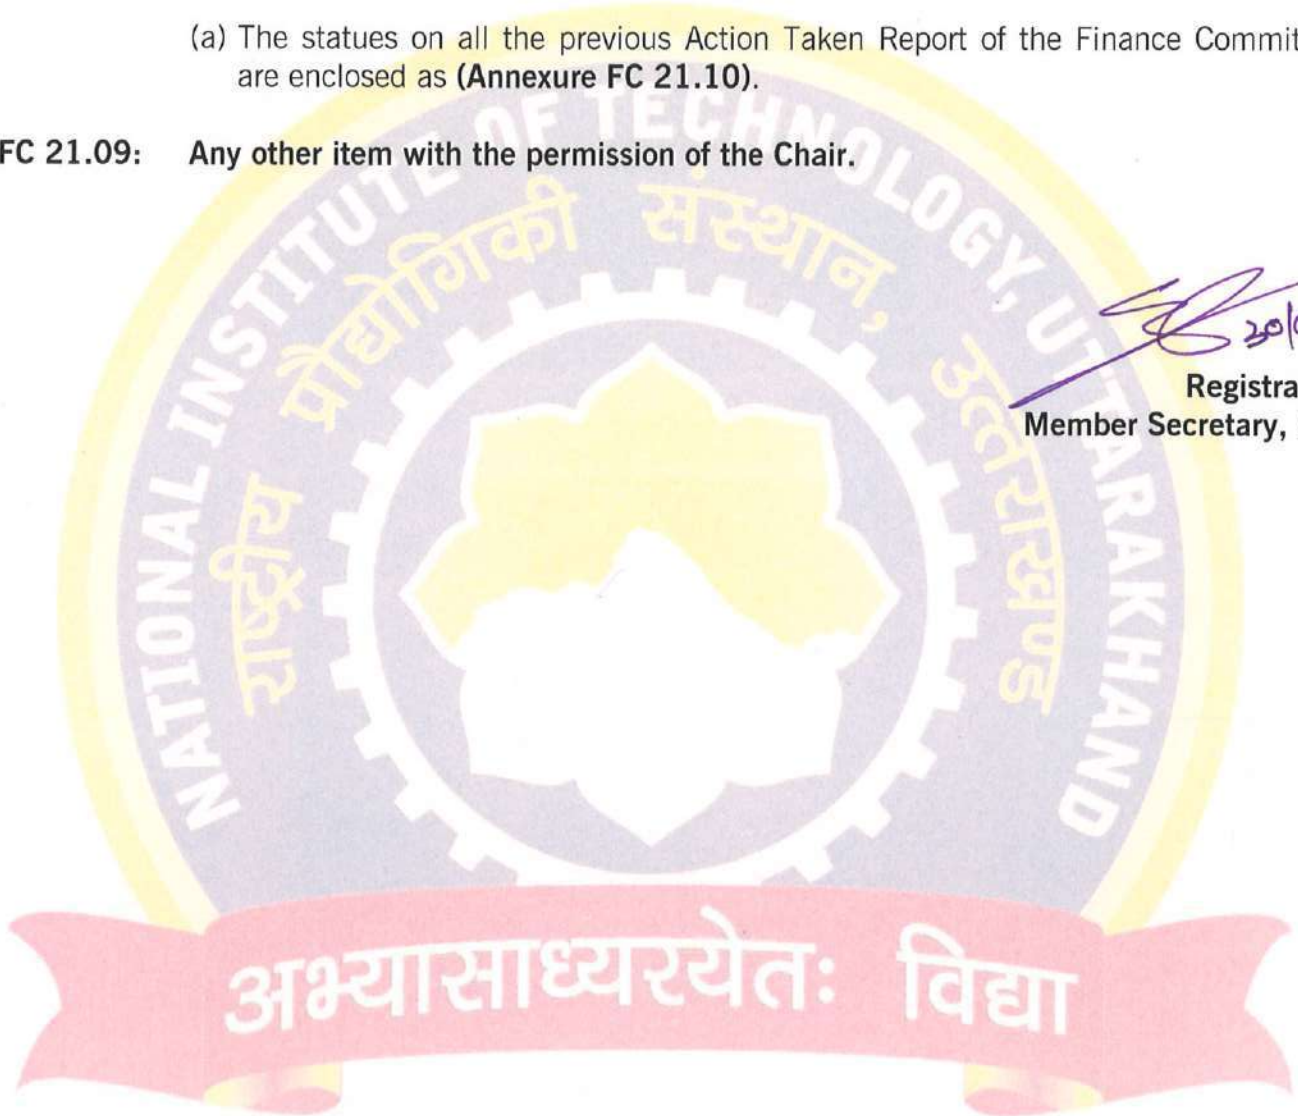 (a) The statues on all the previous Action Taken Report of the Finance Commit
are enclosed as (Annexure FC 21.10).
FC 21.09: Any other item with the permission of the Chair.
NATIONAL INSTITUTE OF TECHNOLOGY, UTTARAKHAND
राष्ट्रीय प्रौद्योगिकी संस्थान, उत्तराखण्ड
Registra
Member Secretary,
अभ्यासाध्यरयेतः विद्या